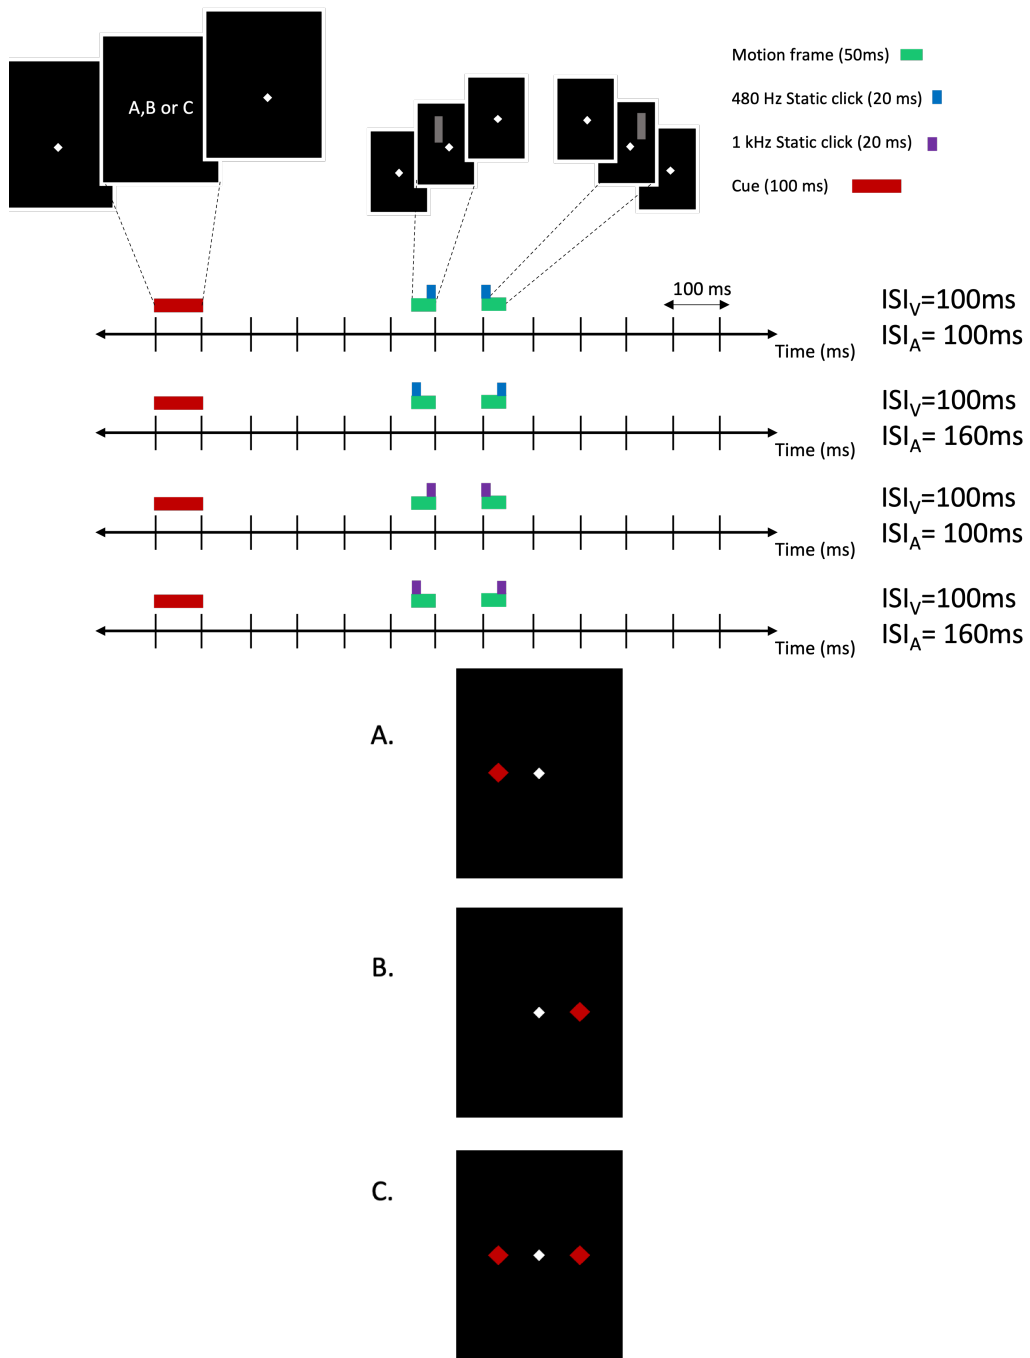 A,B or C
Motion frame (50ms)
480 Hz Static click (20 ms)
1 kHz Static click (20 ms)
Cue (100 ms)
100 ms
ISIV=100ms
ISIA= 100ms
Time (ms)
ISIV=100ms
ISIA= 160ms
Time (ms)
ISIV=100ms
ISIA= 100ms
Time (ms)
ISIV=100ms
ISIA= 160ms
Time (ms)
A.
B.
C.